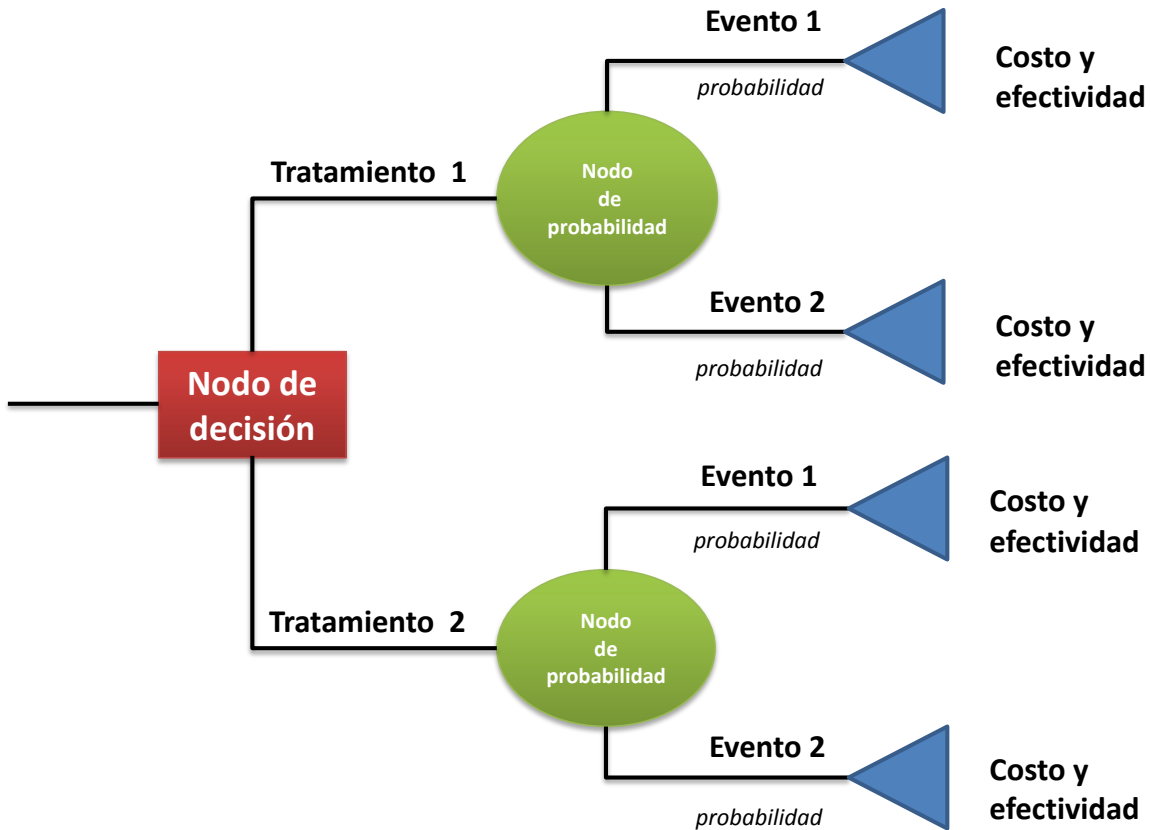 Evento 1
probabilidad
Costo y
efectividad
Tratamiento 1
Nodo
de
probabilidad
Evento 2
probabilidad
Costo y
efectividad
Nodo de
decisión
Evento 1
probabilidad
Costo y
efectividad
Tratamiento 2
Nodo
de
probabilidad
Evento 2
probabilidad
Costo y
efectividad